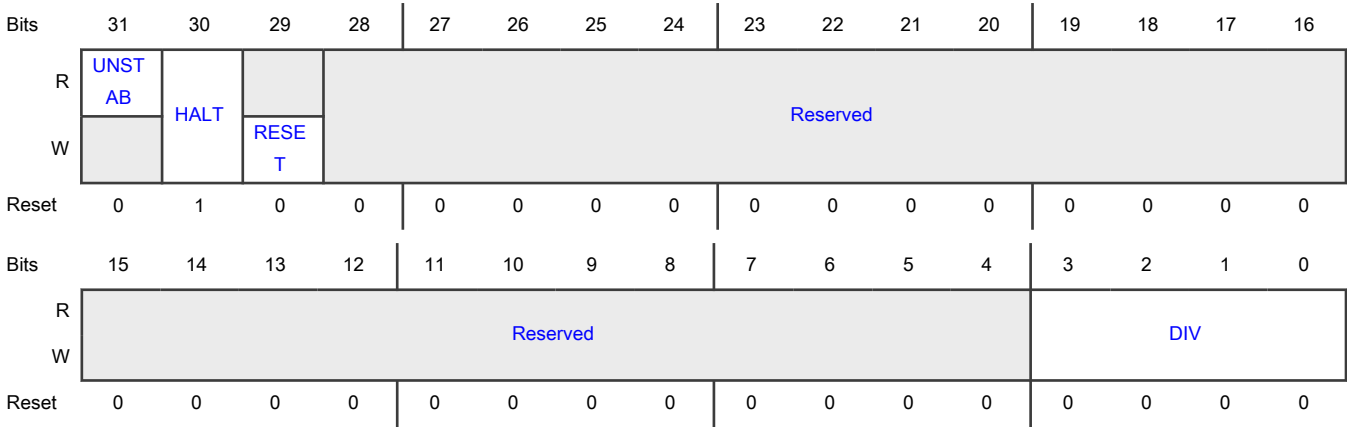 Bits 31 30 29 28 27 26 25 24 23 22 21 20 19 18 17 16
R UNST
AB HALT Reserved
W RESE
T
Reset 0 1 0 0 0 0 0 0 0 0 0 0 0 0 0 0
Bits 15 14 13 12 11 10 9 8 7 6 5 4 3 2 1 0
R Reserved DIV
W
Reset 0 0 0 0 0 0 0 0 0 0 0 0 0 0 0 0